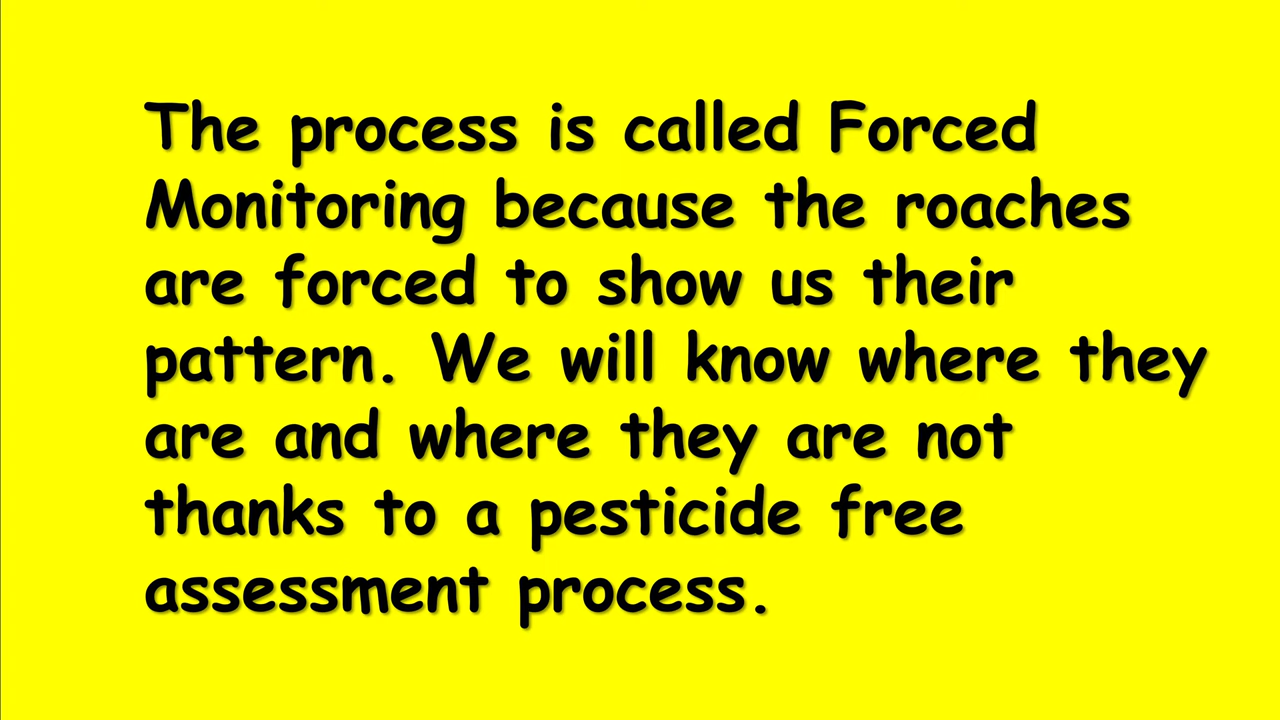 The process is called Forced
Monitoring because the roaches
are forced to show us their
pattern. We will know where they
are and where they are not
thanks to a pesticide free
assessment process.